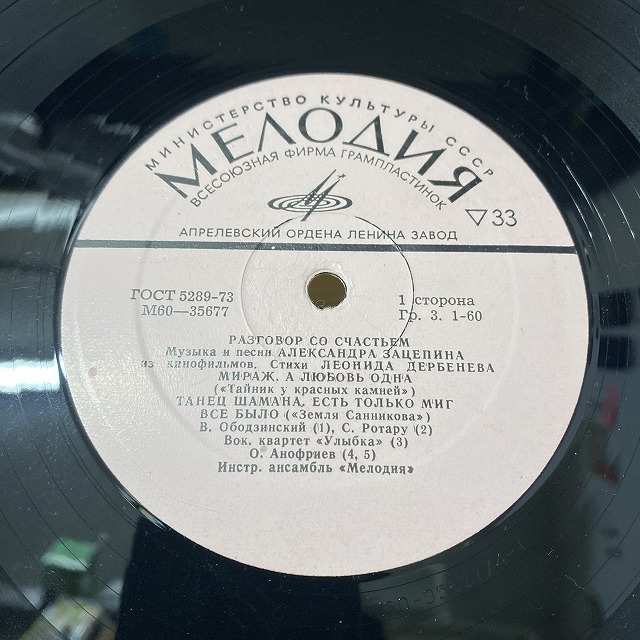 МИНИСТЕРСТВО КУЛЬТУРЫ СССР
МЕЛОДИЯ
ВСЕСОЮЗНАЯ ФИРМА ГРАМПЛАСТИНОК
▽33
АПРЕЛЕВСКИЙ ОРДЕНА ЛЕНИНА ЗАВОД
ГОСТ 5289-73
М60—35677
1 сторона
Гр. 3. 1-60
РАЗГОВОР СО СЧАСТЬЕМ
Музыка и песни АЛЕКСАНДРА ЗАЦЕПИНА
из кинофильмов. Стихи ЛЕОНИДА ДЕРБЕНЕВА
МИРАЖ. А ЛЮБОВЬ ОДНА
(«Тайник у красных камней»)
ТАНЕЦ ШАМАНА. ЕСТЬ ТОЛЬКО МИГ
ВСЕ БЫЛО («Земля Санникова»)
В. Ободзинский (1), С. Ротару (2)
Вок. квартет «Улыбка» (3)
О. Анофриев (4, 5)
Инстр. ансамбль «Мелодия»